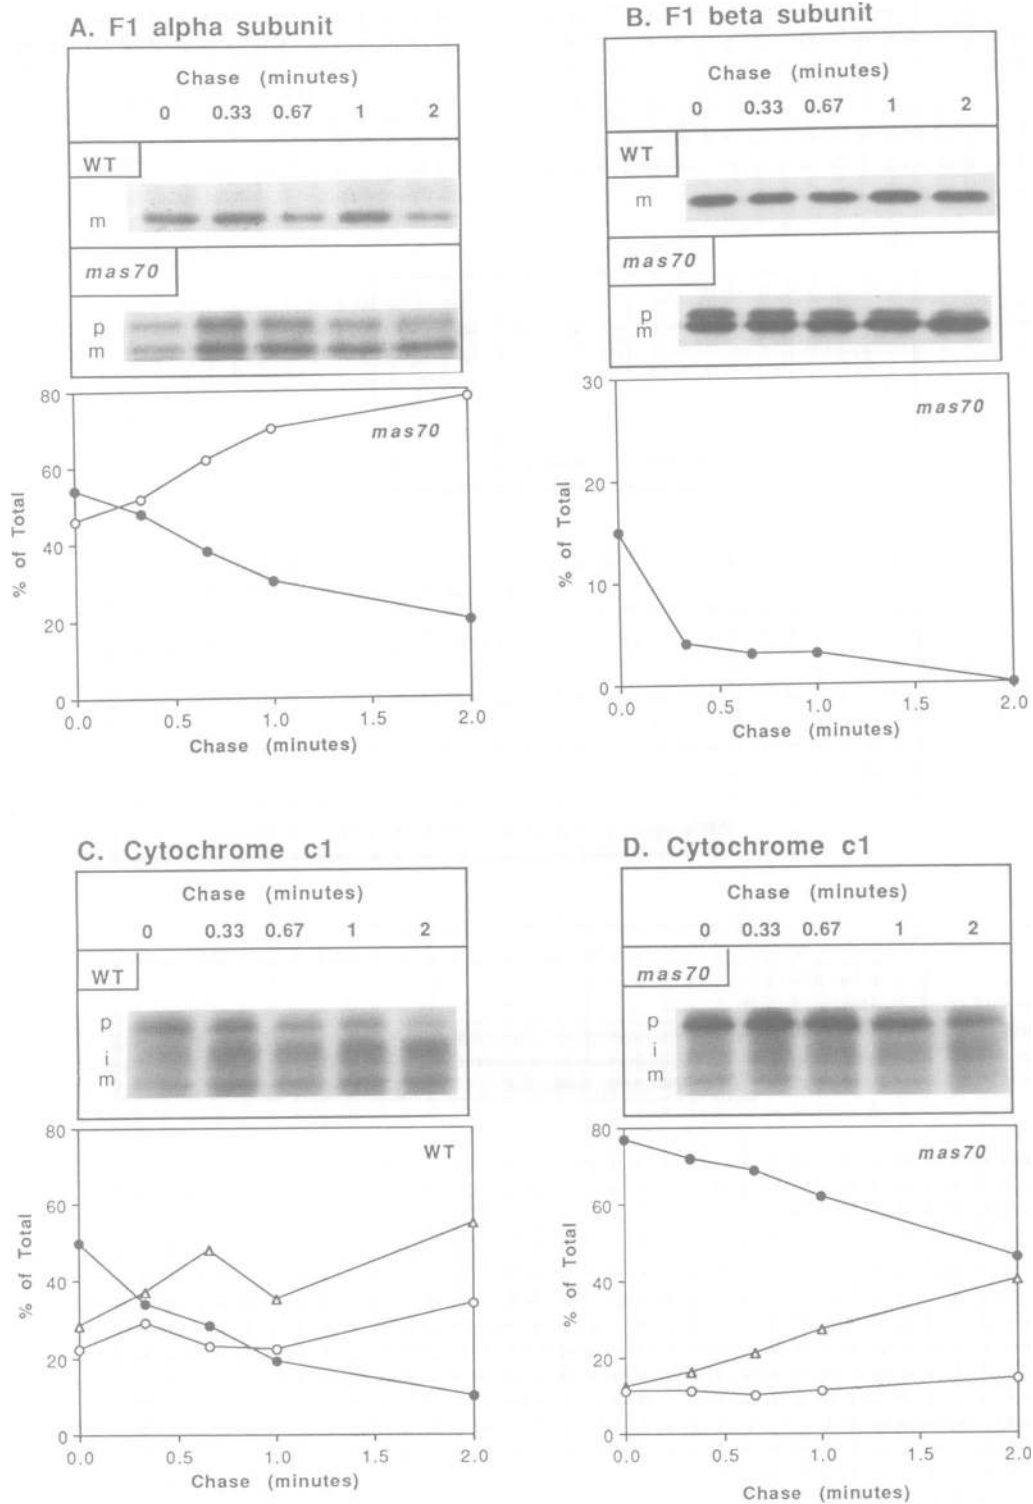 A. F1 alpha subunit
Chase (minutes)
0 0.33 0.67 1 2
WT
m
mas70
p
m
80
60
40
20
0
% of Total
mas70
0.0 0.5 1.0 1.5 2.0
Chase (minutes)
B. F1 beta subunit
Chase (minutes)
0 0.33 0.67 1 2
WT
m
mas70
p
m
30
20
10
0
% of Total
mas70
0.0 0.5 1.0 1.5 2.0
Chase (minutes)
C. Cytochrome c1
Chase (minutes)
0 0.33 0.67 1 2
WT
p
i
m
80
60
40
20
0
% of Total
WT
0.0 0.5 1.0 1.5 2.0
Chase (minutes)
D. Cytochrome c1
Chase (minutes)
0 0.33 0.67 1 2
mas70
p
i
m
80
60
40
20
0
% of Total
mas70
0.0 0.5 1.0 1.5 2.0
Chase (minutes)